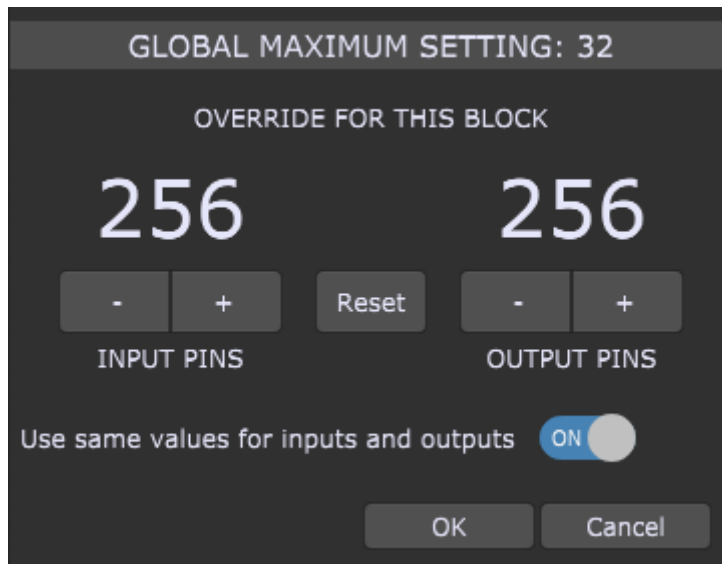 GLOBAL MAXIMUM SETTING: 32
OVERRIDE FOR THIS BLOCK
256 256
- + Reset - +
INPUT PINS OUTPUT PINS
Use same values for inputs and outputs ON
OK Cancel